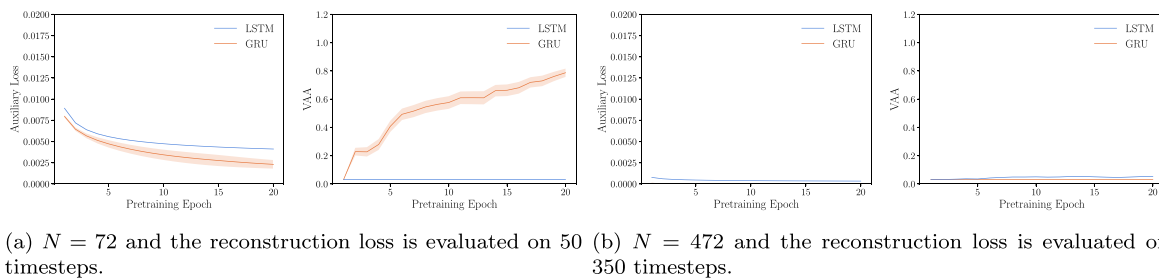 0.0200
0.0175
0.0150
0.0125
0.0100
0.0075
0.0050
0.0025
0.0000
Auxiliary Loss
5 10 15 20
Pretraining Epoch
LSTM
GRU
1.2
1.0
0.8
0.6
0.4
0.2
0.0
VAA
5 10 15 20
Pretraining Epoch
LSTM
GRU
0.0200
0.0175
0.0150
0.0125
0.0100
0.0075
0.0050
0.0025
0.0000
Auxiliary Loss
5 10 15 20
Pretraining Epoch
LSTM
GRU
1.2
1.0
0.8
0.6
0.4
0.2
0.0
VAA
5 10 15 20
Pretraining Epoch
LSTM
GRU
(a) N = 72 and the reconstruction loss is evaluated on 50
timesteps.
(b) N = 472 and the reconstruction loss is evaluated on
350 timesteps.